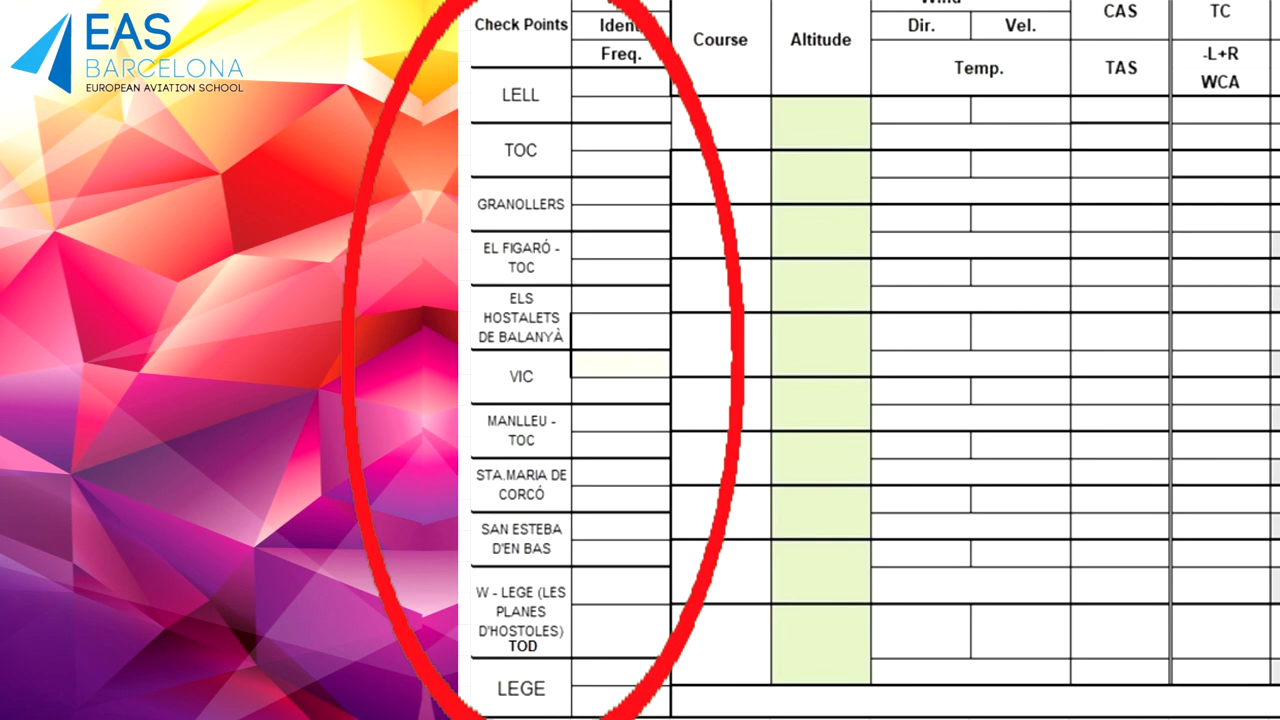 EAS
BARCELONA
EUROPEAN AVIATION SCHOOL
Check Points
Ident.
Freq.
Course
Altitude
Wind
Dir.
Vel.
Temp.
CAS
TAS
TC
-L+R
WCA
LELL
TOC
GRANOLLERS
EL FIGARÓ -
TOC
ELS
HOSTALETS
DE BALANYÀ
VIC
MANLLEU -
TOC
STA.MARIA DE
CORCÓ
SAN ESTEBA
D'EN BAS
W - LEGE (LES
PLANES
D'HOSTOLES)
TOD
LEGE